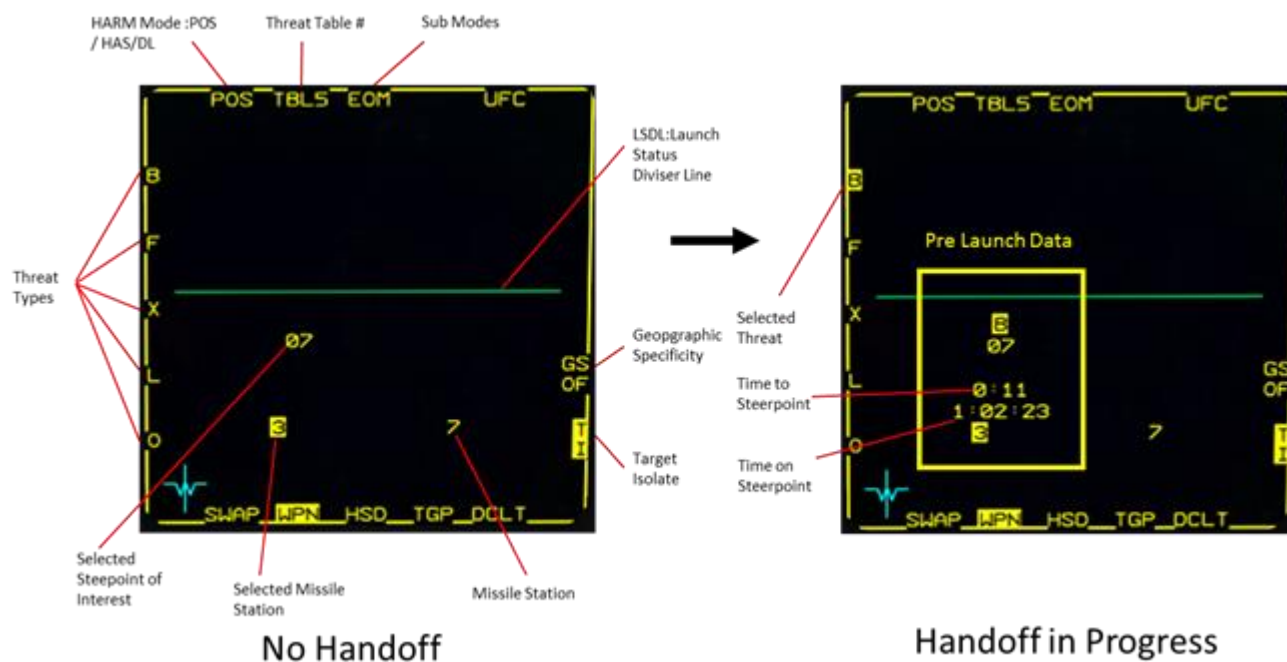 HARM Mode :POS
/ HAS/DL
Threat Table #
Sub Modes
POS TBL5 EOM UFC
B
F
X
L
O
Threat
Types
LSDL:Launch
Status
Diviser Line
07
GS
OF
Geopgraphic
Specificity
3
7
T
I
Target
Isolate
SWAP WPN HSD TGP DCLT
Selected
Steepoint of
Interest
Selected Missile
Station
Missile Station
No Handoff
POS TBL5 EOM UFC
B
F
X
L
O
Selected
Threat
Pre Launch Data
B
07
0:11
1:02:23
3
7
Time to
Steerpoint
Time on
Steerpoint
GS
OF
T
I
SWAP WPN HSD TGP DCLT
Handoff in Progress